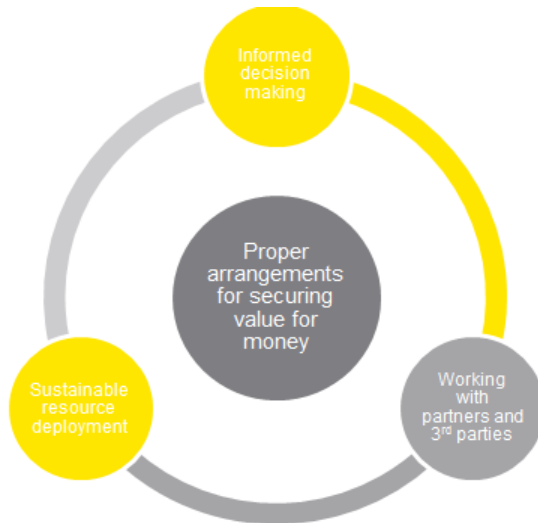 Informed
decision
making
Proper
arrangements
for securing
value for
money
Sustainable
resource
deployment
Working
with
partners and
3rd parties